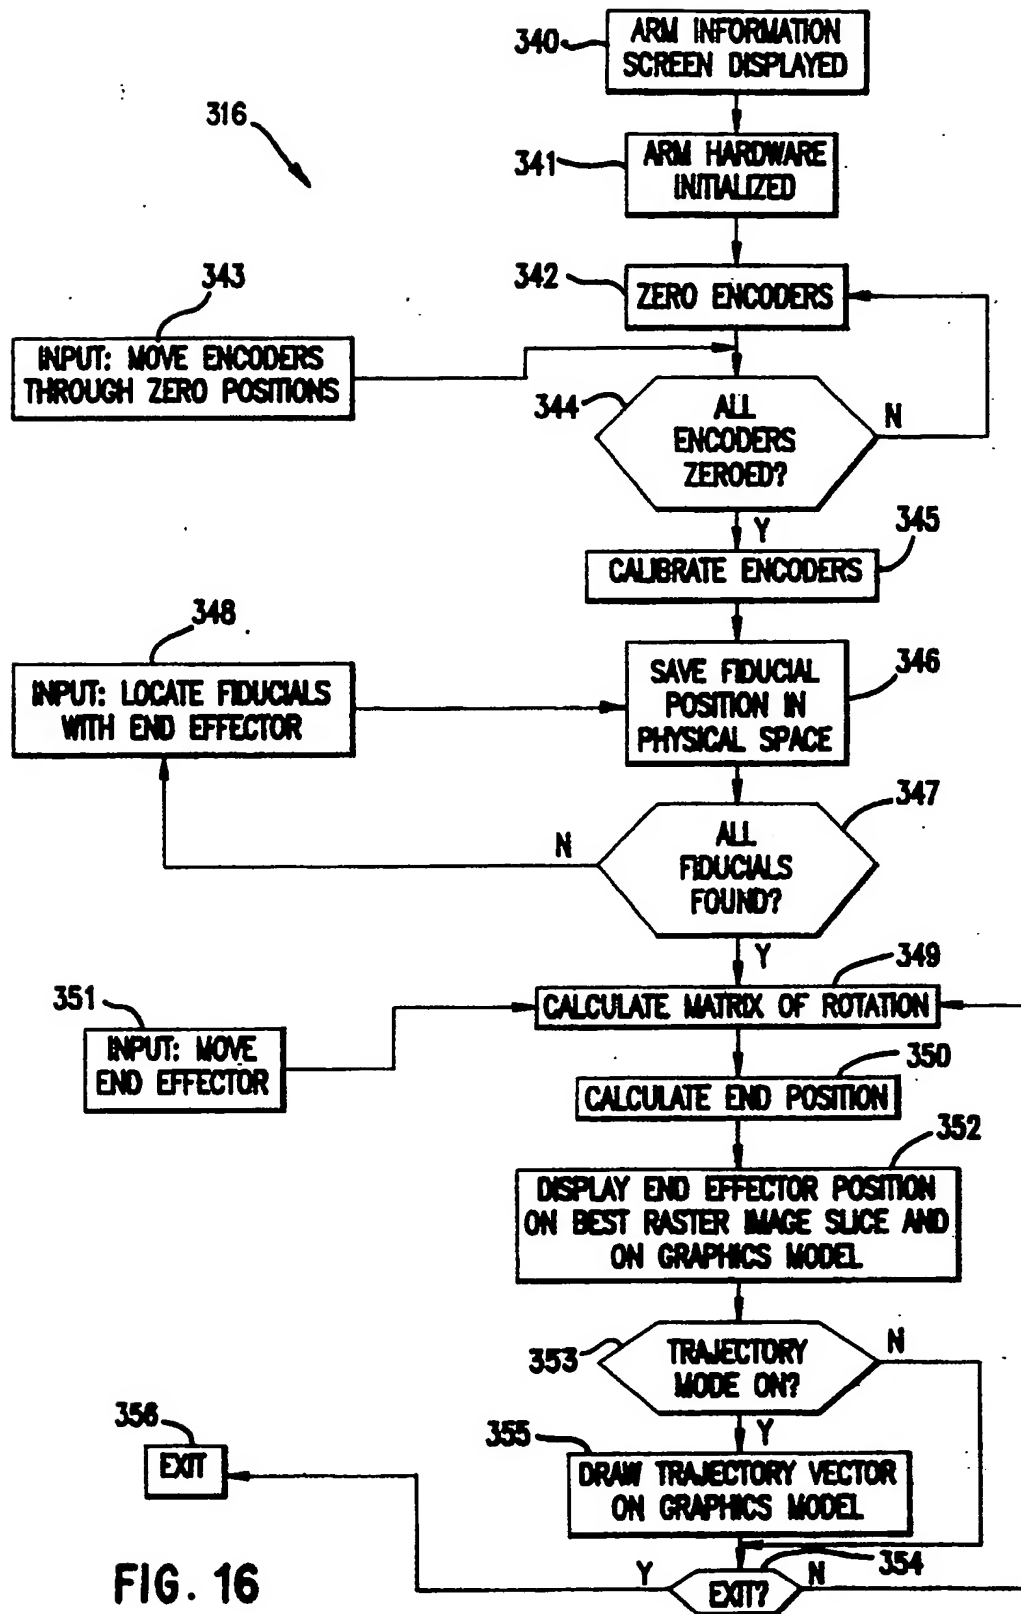 340
ARM INFORMATION
SCREEN DISPLAYED
316
341
ARM HARDWARE
INITIALIZED
343
342
ZERO ENCODERS
INPUT: MOVE ENCODERS
THROUGH ZERO POSITIONS
344
ALL
ENCODERS
ZEROED?
N
Y
345
CALIBRATE ENCODERS
348
346
INPUT: LOCATE FIDUCIALS
WITH END EFFECTOR
SAVE FIDUCIAL
POSITION IN
PHYSICAL SPACE
347
N
ALL
FIDUCIALS
FOUND?
Y
349
351
CALCULATE MATRIX OF ROTATION
INPUT: MOVE
END EFFECTOR
350
CALCULATE END POSITION
352
DISPLAY END EFFECTOR POSITION
ON BEST RASTER IMAGE SLICE AND
ON GRAPHICS MODEL
353
TRAJECTORY
MODE ON?
N
Y
356
EXIT
355
DRAW TRAJECTORY VECTOR
ON GRAPHICS MODEL
354
Y
EXIT?
N
FIG. 16